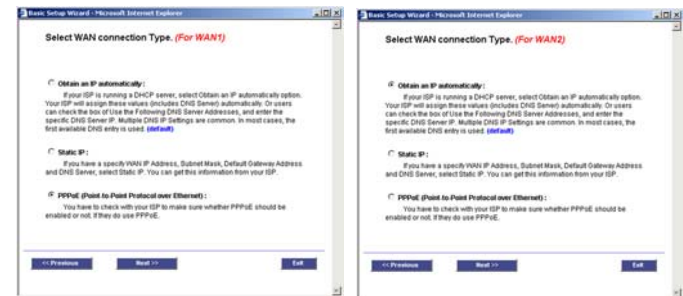 Basic Setup Wizard - Microsoft Internet Explorer
Select WAN connection Type. (For WAN1)
Obtain an IP automatically :
If your ISP is running a DHCP server, select Obtain an IP automatically option.
Your ISP will assign these values (includes DNS Server) automatically. Or users
can check the box of Use the Following DNS Server Addresses, and enter the
specific DNS Server IP. Multiple DNS IP Settings are common. In most cases, the
first available DNS entry is used. (default)
Static IP :
If you have a specify WAN IP Address, Subnet Mask, Default Gateway Address
and DNS Server, select Static IP. You can get this information from your ISP.
PPPoE (Point-to-Point Protocol over Ethernet) :
You have to check with your ISP to make sure whether PPPoE should be
enabled or not. If they do use PPPoE.
<< Previous
Next >>
Exit
Basic Setup Wizard - Microsoft Internet Explorer
Select WAN connection Type. (For WAN2)
Obtain an IP automatically :
If your ISP is running a DHCP server, select Obtain an IP automatically option.
Your ISP will assign these values (includes DNS Server) automatically. Or users
can check the box of Use the Following DNS Server Addresses, and enter the
specific DNS Server IP. Multiple DNS IP Settings are common. In most cases, the
first available DNS entry is used. (default)
Static IP :
If you have a specify WAN IP Address, Subnet Mask, Default Gateway Address
and DNS Server, select Static IP. You can get this information from your ISP.
PPPoE (Point-to-Point Protocol over Ethernet) :
You have to check with your ISP to make sure whether PPPoE should be
enabled or not. If they do use PPPoE.
<< Previous
Next >>
Exit